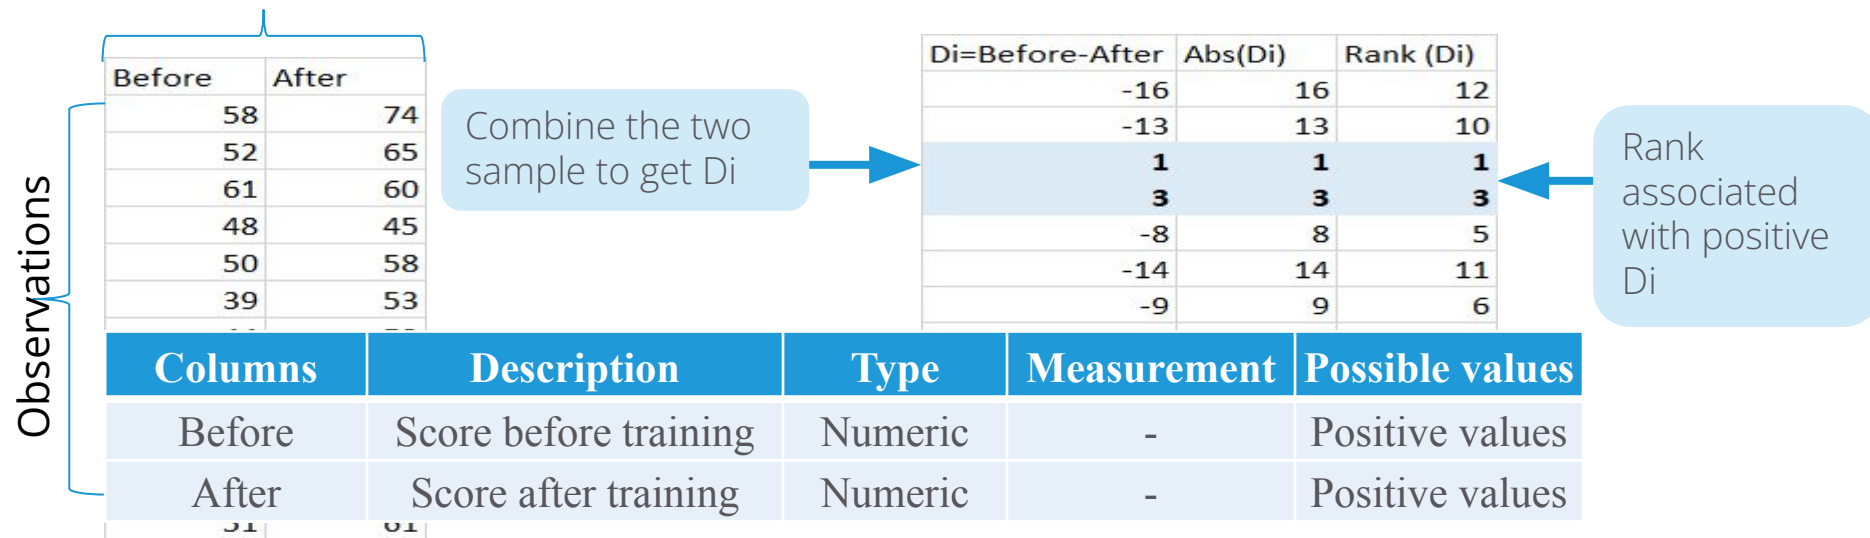 Before After
58 74
52 65
61 60
48 45
50 58
39 53
Observations
Combine the two
sample to get Di
Di=Before-After Abs(Di) Rank (Di)
-16 16 12
-13 13 10
1 1 1
3 3 3
-8 8 5
-14 14 11
-9 9 6
Rank
associated
with positive
Di
Columns Description Type Measurement Possible values
Before Score before training Numeric - Positive values
After Score after training Numeric - Positive values